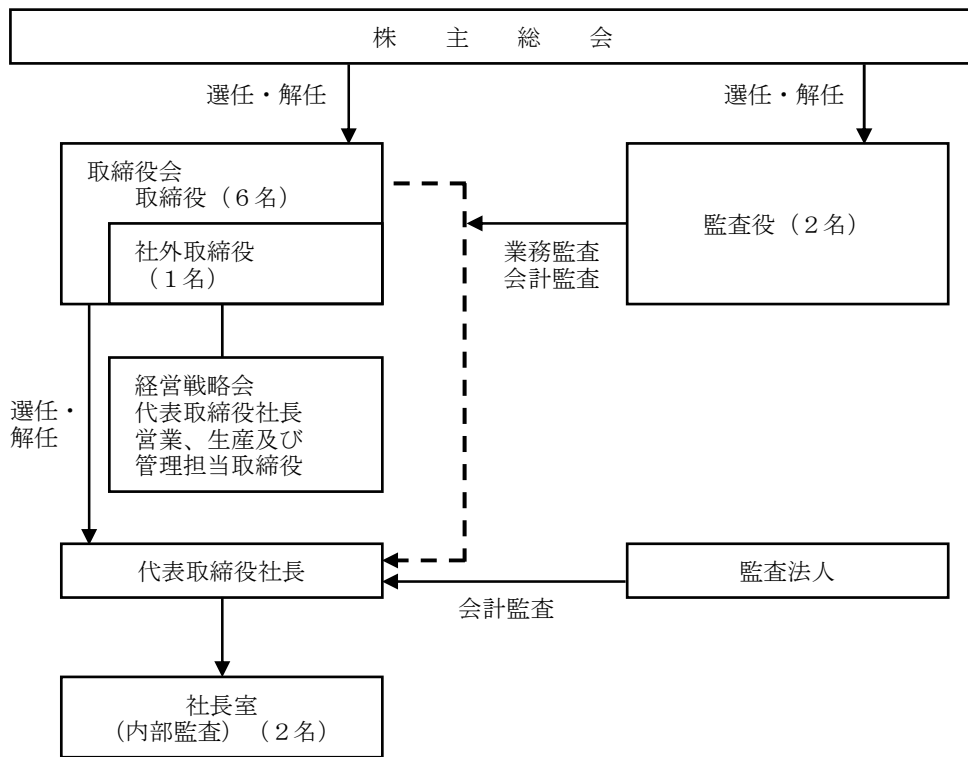 株　主　総　会
選任・解任
選任・解任
取締役会
取締役（６名）
社外取締役
（１名）
監査役（２名）
業務監査
会計監査
経営戦略会
代表取締役社長
営業、生産及び
管理担当取締役
選任・
解任
代表取締役社長
監査法人
会計監査
社長室
（内部監査）（２名）